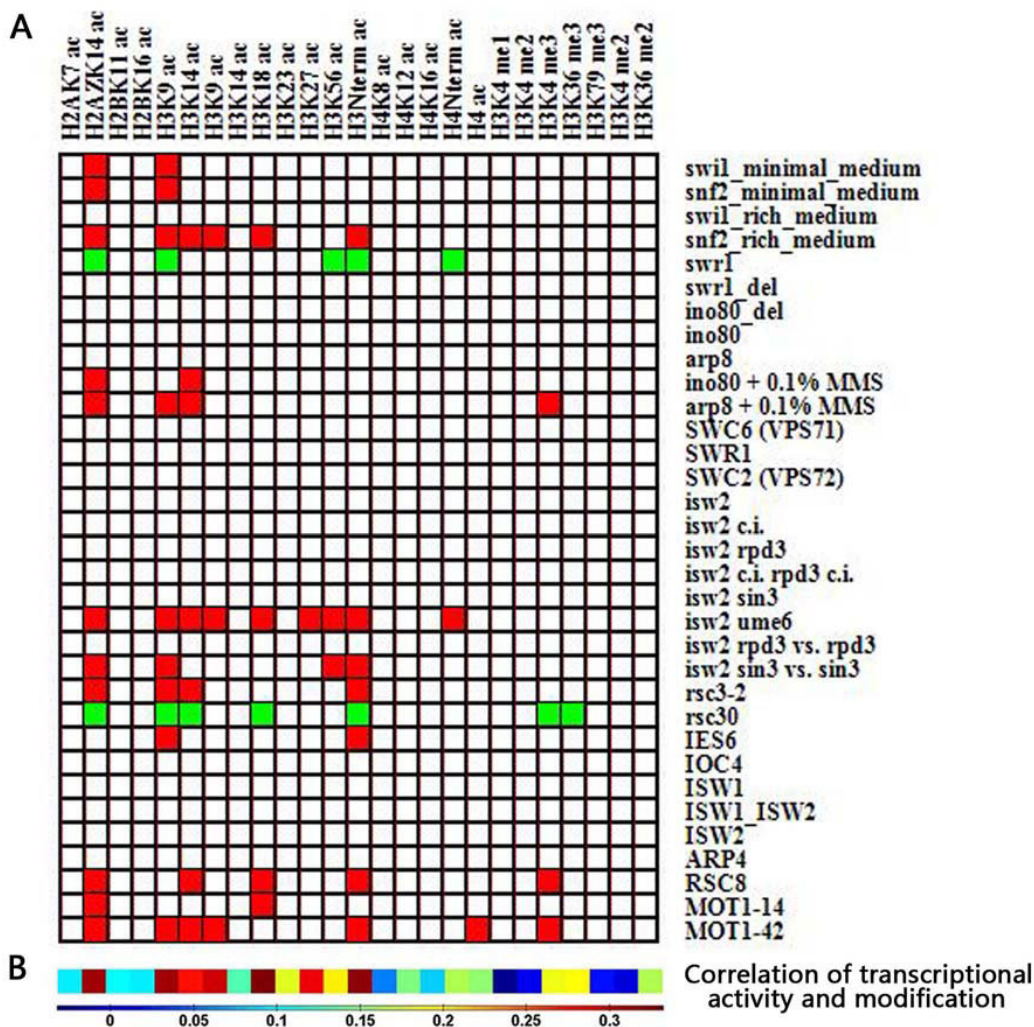 A
H2AK7 ac
H2AZK14 ac
H2BK11 ac
H2BK16 ac
H3K9 ac
H3K14 ac
H3K9 ac
H3K14 ac
H3K18 ac
H3K23 ac
H3K27 ac
H3K56 ac
H3Nterm ac
H4K8 ac
H4K12 ac
H4K16 ac
H4Nterm ac
H4 ac
H3K4 me1
H3K4 me2
H3K4 me3
H3K36 me3
H3K79 me3
H3K4 me2
H3K36 me2
swi1_minimal_medium
snf2_minimal_medium
swi1_rich_medium
snf2_rich_medium
swr1
swr1_del
ino80_del
ino80
arp8
ino80 + 0.1% MMS
arp8 + 0.1% MMS
SWC6 (VPS71)
SWR1
SWC2 (VPS72)
isw2
isw2 c.i.
isw2 rpd3
isw2 c.i. rpd3 c.i.
isw2 sin3
isw2 ume6
isw2 rpd3 vs. rpd3
isw2 sin3 vs. sin3
rsc3-2
rsc30
IES6
IOC4
ISW1
ISW1_ISW2
ISW2
ARP4
RSC8
MOT1-14
MOT1-42
B
Correlation of transcriptional
activity and modification
0 0.05 0.1 0.15 0.2 0.25 0.3